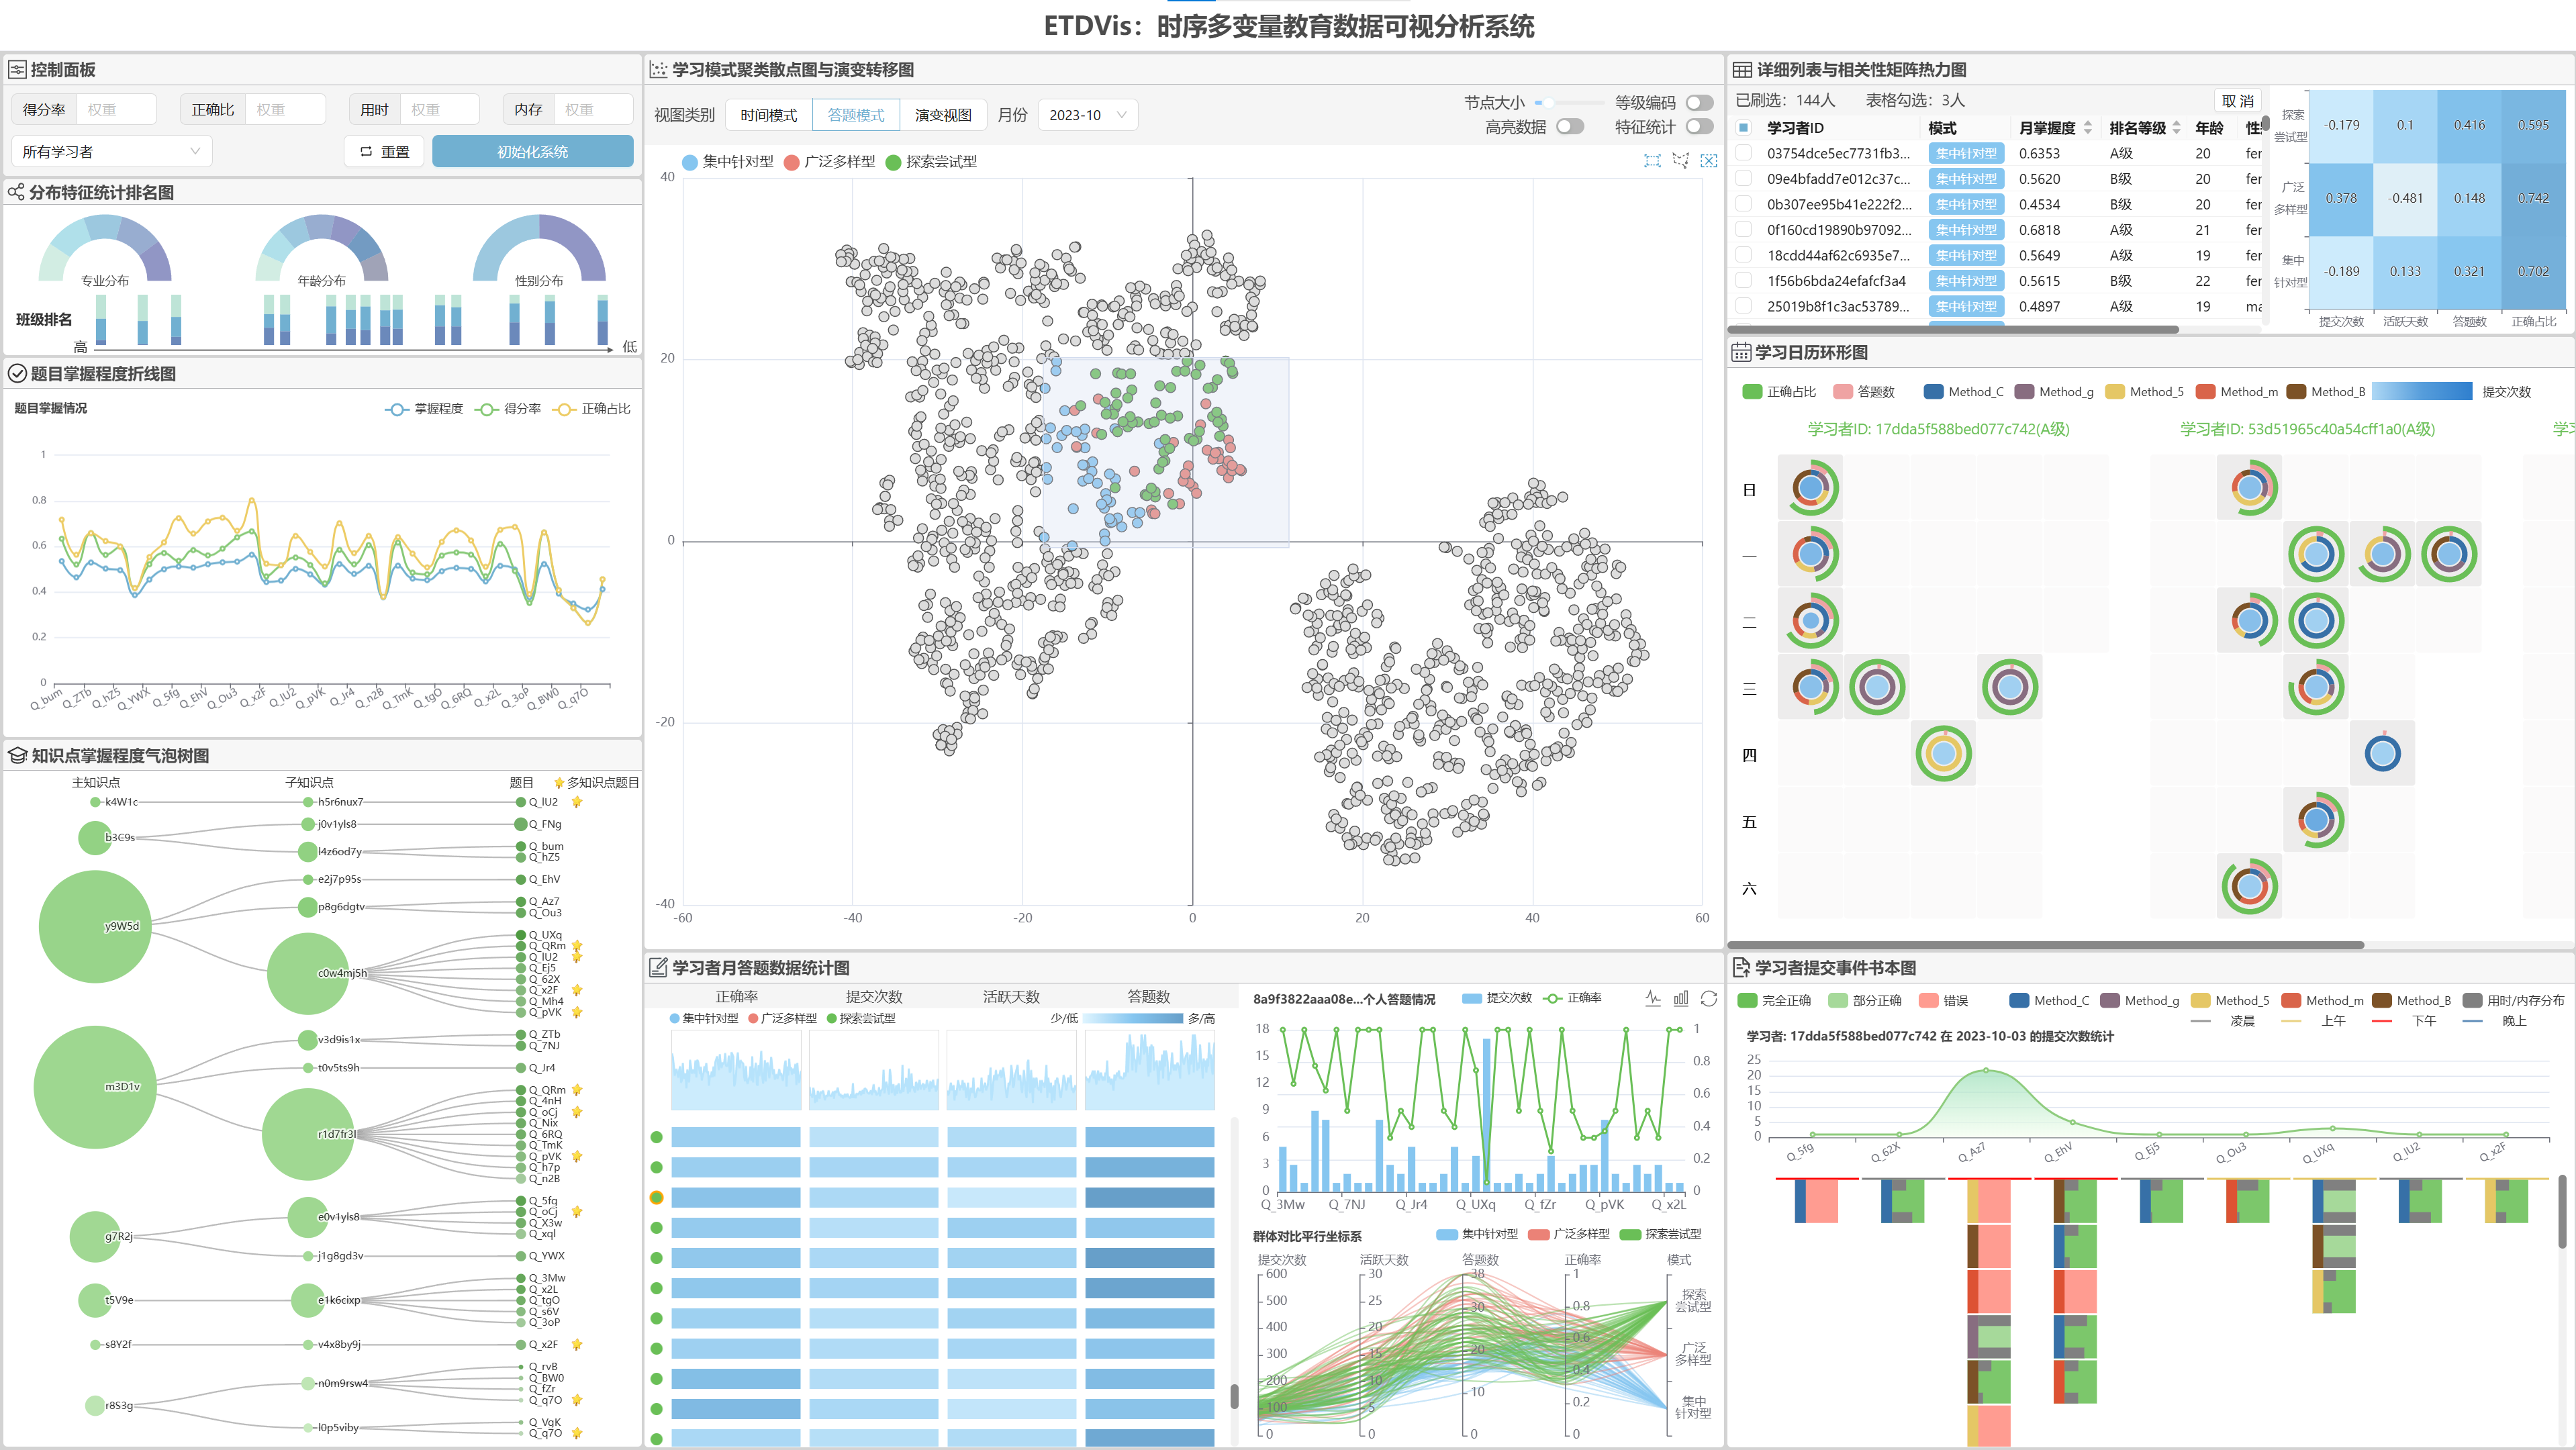 ETDVis：时序多变量教育数据可视分析系统
控制面板
得分率 权重 正确比 权重 用时 权重 内存 权重
所有学习者 重置 初始化系统
分布特征统计排名图
专业分布 年龄分布 性别分布
班级排名
高 低
题目掌握程度折线图
题目掌握情况 掌握程度 得分率 正确占比
1
0.8
0.6
0.4
0.2
0
Q_bum Q_ZTb Q_hZ5 Q_YWX Q_5fg Q_EhV Q_Ou3 Q_x2F Q_lU2 Q_pVK Q_Jr4 Q_n2B Q_TmK Q_tgO Q_6RQ Q_x2L Q_3oP Q_BW0 Q_q7O
知识点掌握程度气泡树图
主知识点 子知识点 题目 多知识点题目
k4W1c h5r6nux7 Q_lU2
b3C9s j0v1yls8 Q_FNg
l4z6od7y Q_bum
Q_hZ5
y9W5d e2j7p95s Q_EhV
p8g6dgtv Q_Az7
Q_Ou3
c0w4mj5h Q_UXq
Q_QRm
Q_lU2
Q_Ej5
Q_62X
Q_x2F
Q_Mh4
Q_pVK
m3D1v v3d9is1x Q_ZTb
Q_7NJ
t0v5ts9h Q_Jr4
r1d7fr3l Q_QRm
Q_4nH
Q_oCj
Q_Nix
Q_6RQ
Q_TmK
Q_pVK
Q_h7p
Q_n2B
g7R2j e0v1yls8 Q_5fg
Q_oCj
Q_X3w
Q_xql
j1g8gd3v Q_YWX
t5V9e e1k6cixp Q_3Mw
Q_x2L
Q_tgO
Q_s6V
Q_3oP
s8Y2f v4x8by9j Q_x2F
r8S3g n0m9rsw4 Q_rvB
Q_BW0
Q_fZr
Q_q7O
l0p5viby Q_VgK
Q_q7O
学习模式聚类散点图与演变转移图
视图类别 时间模式 答题模式 演变视图 月份 2023-10
节点大小 等级编码
高亮数据 特征统计
集中针对型 广泛多样型 探索尝试型
40
20
0
-20
-40
-60 -40 -20 0 20 40 60
学习者月答题数据统计图
正确率 提交次数 活跃天数 答题数
集中针对型 广泛多样型 探索尝试型 少/低 多/高
8a9f3822aaa08e...个人答题情况 提交次数 正确率
18 15 12 9 6 3 0
1 0.8 0.6 0.4 0.2 0
Q_3Mw Q_7NJ Q_Jr4 Q_UXq Q_fZr Q_pVK Q_x2L
群体对比平行坐标系 集中针对型 广泛多样型 探索尝试型
提交次数 活跃天数 答题数 正确率 模式
600 500 400 300 200 100 0
30 25 20 15 10 5 0
38 30 20 10 0
1 0.8 0.6 0.4 0.2 0
探索
尝试型
广泛
多样型
集中
针对型
详细列表与相关性矩阵热力图
已刷选：144人 表格勾选：3人 取 消
学习者ID 模式 月掌握度 排名等级 年龄
03754dce5ec7731fb3... 集中针对型 0.6353 A级 20 fer
09e4bfadd7e012c37c... 集中针对型 0.5620 B级 20 fer
0b307ee95b41e222f2... 集中针对型 0.4534 B级 20 fer
0f160cd19890b97092... 集中针对型 0.6818 A级 21 fer
18cdd44af62c6935e7... 集中针对型 0.5649 A级 19 fer
1f56b6bda24efafcf3a4 集中针对型 0.5615 B级 22 fer
25019b8f1c3ac53789... 集中针对型 0.4897 A级 19 ma
探索
尝试型 -0.179 0.1 0.416 0.595
广泛
多样型 0.378 -0.481 0.148 0.742
集中
针对型 -0.189 0.133 0.321 0.702
提交次数 活跃天数 答题数 正确占比
学习日历环形图
正确占比 答题数 Method_C Method_g Method_5 Method_m Method_B 提交次数
学习者ID: 17dda5f588bed077c742(A级) 学习者ID: 53d51965c40a54cff1a0(A级) 学习
日
一
二
三
四
五
六
学习者提交事件书本图
完全正确 部分正确 错误 Method_C Method_g Method_5 Method_m Method_B 用时/内存分布
凌晨 上午 下午 晚上
学习者: 17dda5f588bed077c742 在 2023-10-03 的提交次数统计
25
20
15
10
5
0
Q_5fg Q_62X Q_Az7 Q_EhV Q_Ej5 Q_Ou3 Q_UXq Q_lU2 Q_x2F